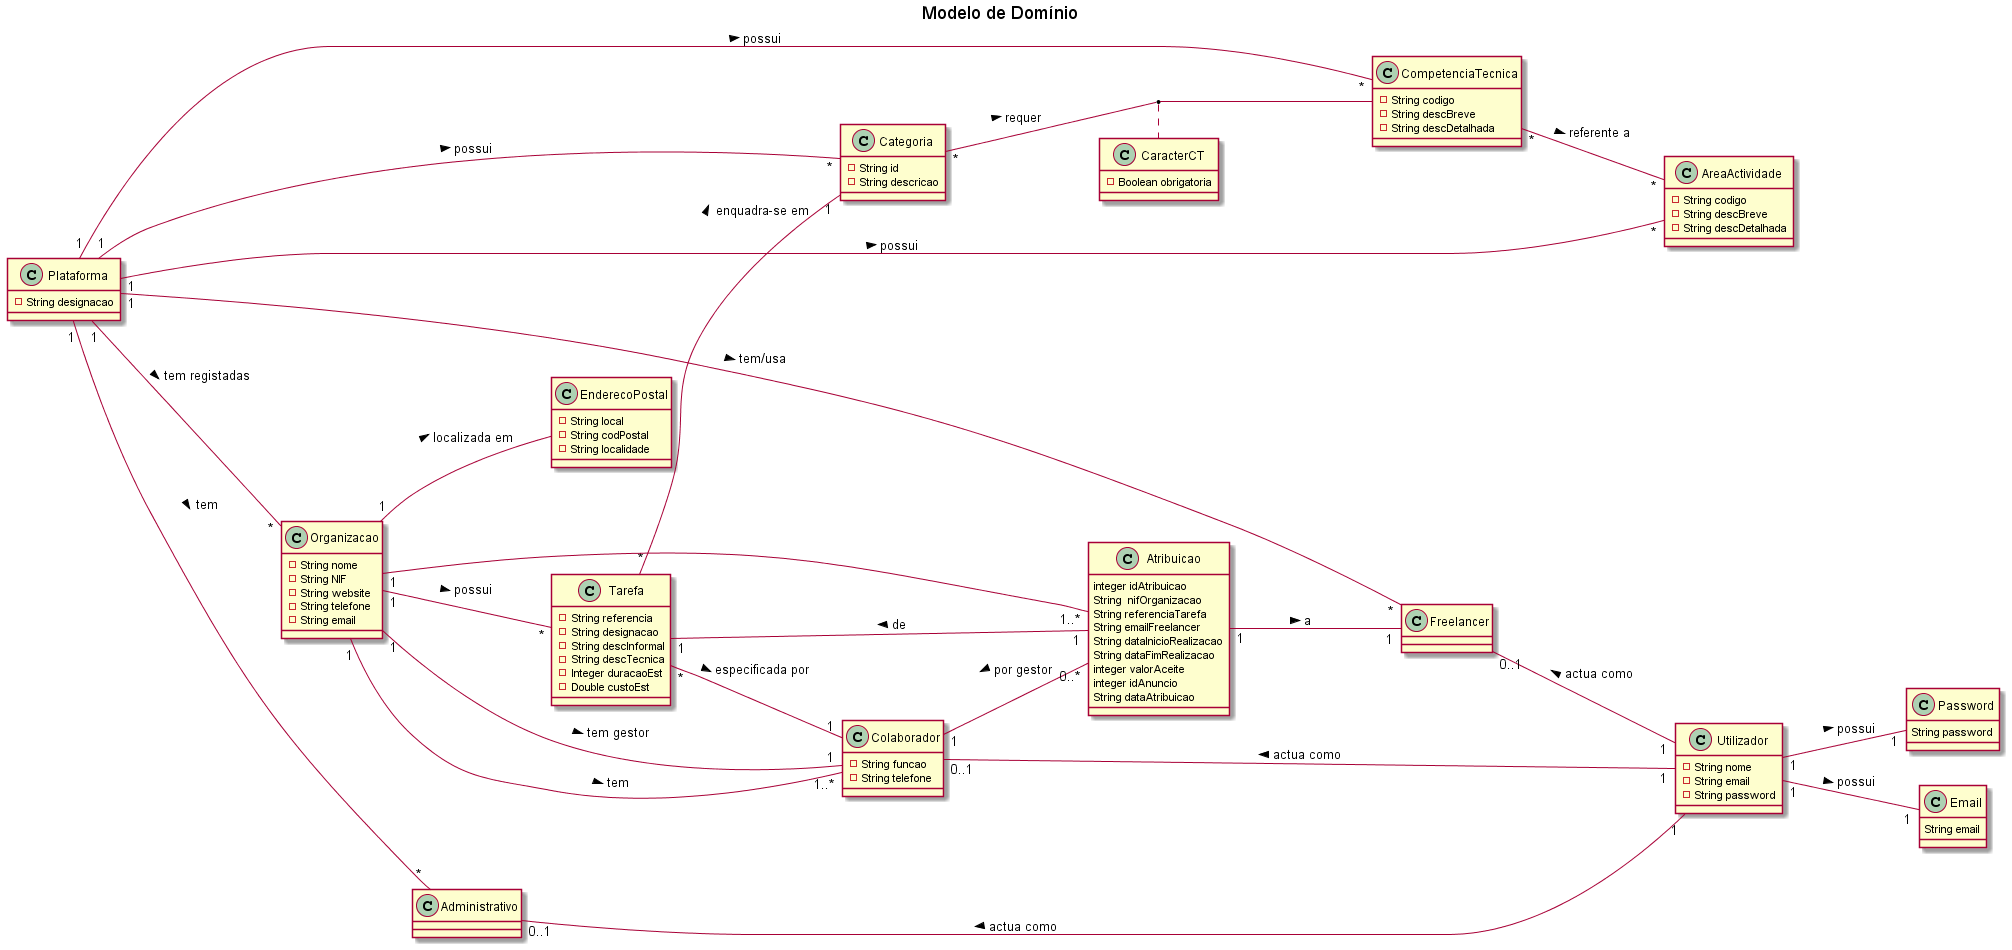 Modelo de Domínio
possui
C CompetenciaTecnica
String codigo
String descBreve
String descDetalhada
*
1
1
possui
*
C Categoria
String id
String descricao
*
1
requer
C CaracterCT
Boolean obrigatoria
*
referente a
*
C AreaActividade
String codigo
String descBreve
String descDetalhada
*
enquadra-se em
possui
C Plataforma
String designacao
1
1
1
1
tem/usa
tem registadas
*
tem
localizada em
1
C EnderecoPostal
String local
String codPostal
String localidade
C Organizacao
String nome
String NIF
String website
String telefone
String email
1
1
1
1
possui
*
*
C Tarefa
String referencia
String designacao
String descInformal
String descTecnica
Integer duracaoEst
Double custoEst
1
*
de
especificada por
1
C Atribuicao
integer idAtribuicao
String nifOrganizacao
String referenciaTarefa
String emailFreelancer
String dataInicioRealizacao
String dataFimRealizacao
integer valorAceite
integer idAnuncio
String dataAtribuicao
1..*
1
0..*
por gestor
1
a
1
*
C Freelancer
0..1
actua como
1
tem gestor
1
tem
1..*
C Colaborador
String funcao
String telefone
1
0..1
actua como
1
C Utilizador
String nome
String email
String password
1
possui
1
C Password
String password
1
possui
1
C Email
String email
*
C Administrativo
0..1
actua como
1